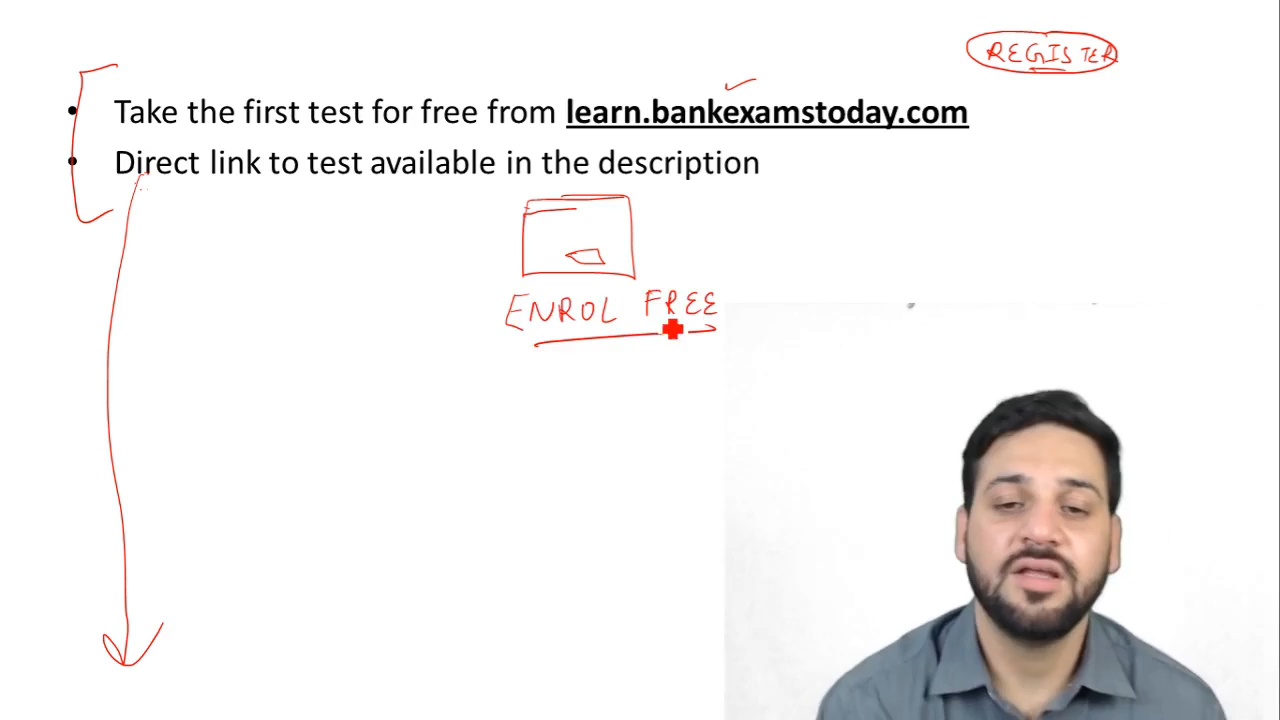 REGISTER
• Take the first test for free from learn.bankexamstoday.com
• Direct link to test available in the description
ENROL FREE